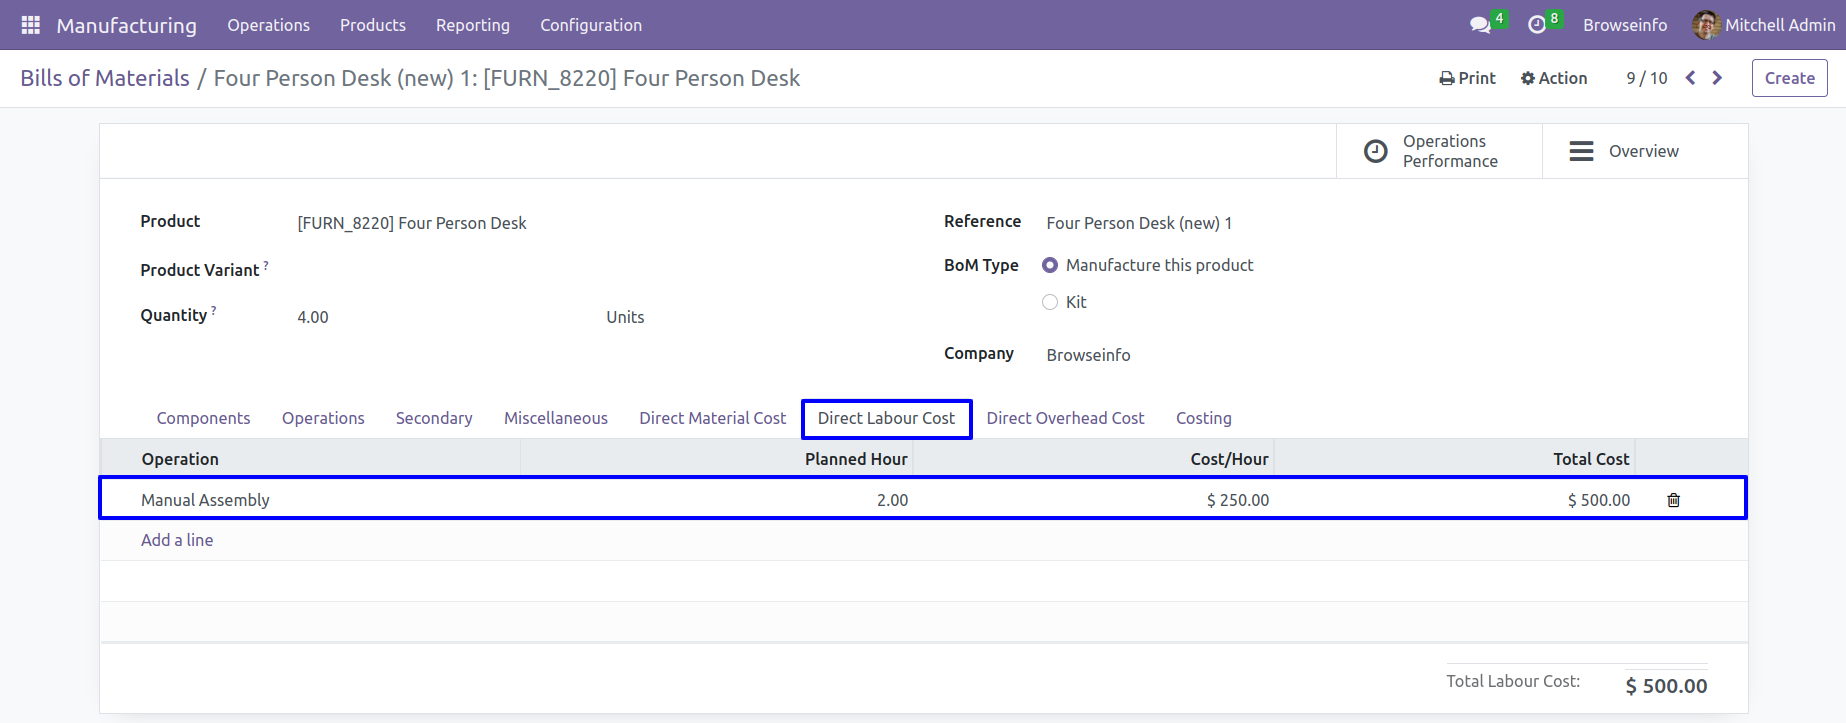 Manufacturing Operations Products Reporting Configuration 4 8 Browseinfo Mitchell Admin
Bills of Materials / Four Person Desk (new) 1: [FURN_8220] Four Person Desk Print Action 9 / 10 Create
Operations
Performance
Overview
Product [FURN_8220] Four Person Desk Reference Four Person Desk (new) 1
Product Variant ? BoM Type Manufacture this product
Kit
Quantity ? 4.00 Units
Company Browseinfo
Components Operations Secondary Miscellaneous Direct Material Cost Direct Labour Cost Direct Overhead Cost Costing
Operation Planned Hour Cost/Hour Total Cost
Manual Assembly 2.00 $ 250.00 $ 500.00
Add a line
Total Labour Cost: $ 500.00